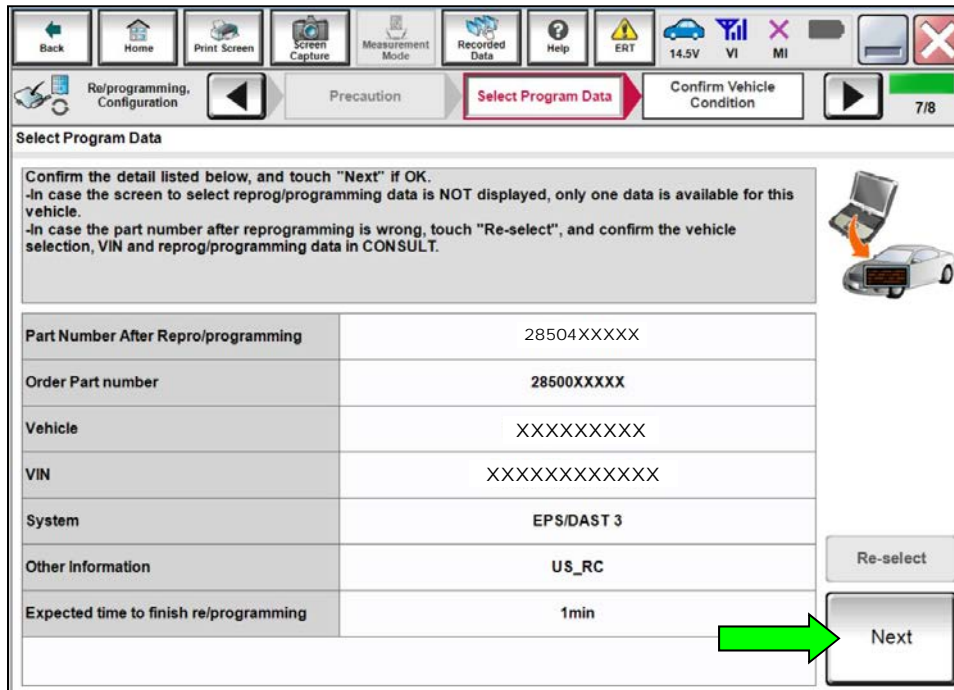 Back
Home
Print Screen
Screen
Capture
Measurement
Mode
Recorded
Data
Help
ERT
14.5V
VI
MI
Re/programming,
Configuration
Precaution
Select Program Data
Confirm Vehicle
Condition
7/8
Select Program Data
Confirm the detail listed below, and touch "Next" if OK.
-In case the screen to select reprog/programming data is NOT displayed, only one data is available for this
vehicle.
-In case the part number after reprogramming is wrong, touch "Re-select", and confirm the vehicle
selection, VIN and reprog/programming data in CONSULT.
Part Number After Repro/programming 28504XXXXX
Order Part number 28500XXXXX
Vehicle XXXXXXXXX
VIN XXXXXXXXXXXX
System EPS/DAST 3
Other Information US_RC
Expected time to finish re/programming 1min
Re-select
Next